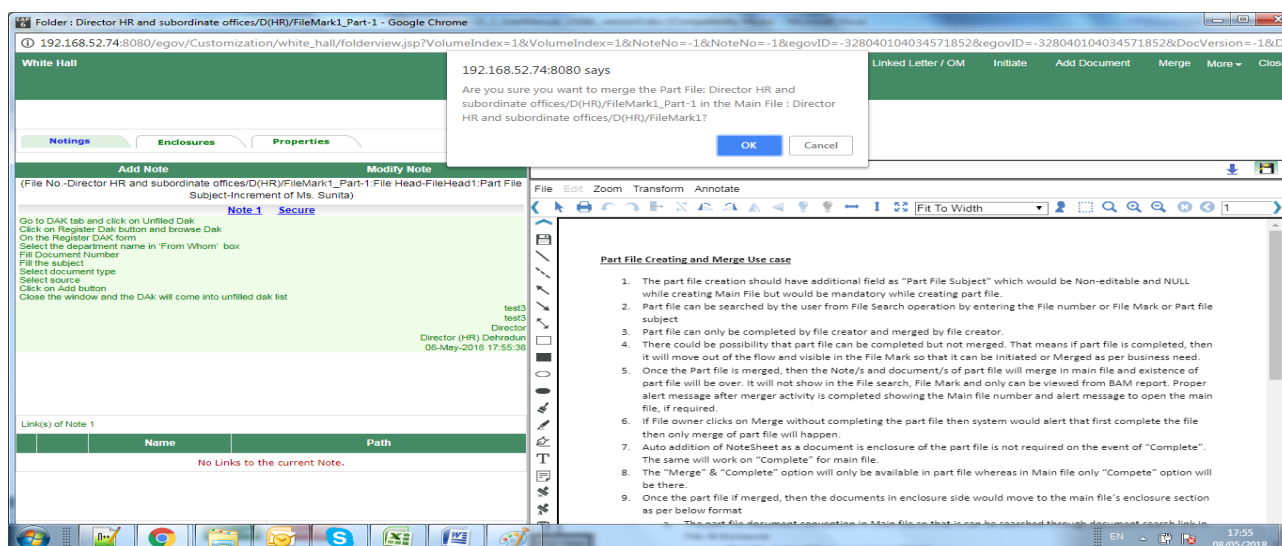 Folder : Director HR and subordinate offices/D(HR)/FileMark1_Part-1 - Google Chrome
192.168.52.74:8080/egov/Customization/white_hall/folderview.jsp?VolumeIndex=1&VolumeIndex=1&NoteNo=-1&NoteNo=-1&egovID=-328040104034571852&egovID=-328040104034571852&DocVersion=-1&D
White Hall
Linked Letter / OM Initiate Add Document Merge More Clos
192.168.52.74:8080 says
Are you sure you want to merge the Part File: Director HR and
subordinate offices/D(HR)/FileMark1_Part-1 in the Main File : Director
HR and subordinate offices/D(HR)/FileMark1?
OK Cancel
Notings Enclosures Properties
Add Note Modify Note
(File No.-Director HR and subordinate offices/D(HR)/FileMark1_Part-1:File Head-FileHead1:Part File
Subject-Increment of Ms. Sunita)
Note 1 Secure
Go to DAK tab and click on Unfiled Dak
Click on Register Dak button and browse Dak
On the Register DAK form
Select the department name in 'From Whom' box
Fill Document Number
Fill the subject
Select document type
Select source
Click on Add button
Close the window and the DAk will come into unfilled dak list
test3
test3
Director
Director (HR) Dehradun
08-May-2018 17:55:38
Link(s) of Note 1
Name Path
No Links to the current Note.
File Edit Zoom Transform Annotate
Fit To Width 1
Part File Creating and Merge Use case
1. The part file creation should have additional field as "Part File Subject" which would be Non-editable and NULL
while creating Main File but would be mandatory while creating part file.
2. Part file can be searched by the user from File Search operation by entering the File number or File Mark or Part file
subject
3. Part file can only be completed by file creator and merged by file creator.
4. There could be possibility that part file can be completed but not merged. That means if part file is completed, then
it will move out of the flow and visible in the File Mark so that it can be Initiated or Merged as per business need.
5. Once the Part file is merged, then the Note/s and document/s of part file will merge in main file and existence of
part file will be over. It will not show in the File search, File Mark and only can be viewed from BAM report. Proper
alert message after merger activity is completed showing the Main file number and alert message to open the main
file, if required.
6. If File owner clicks on Merge without completing the part file then system would alert that first complete the file
then only merge of part file will happen.
7. Auto addition of NoteSheet as a document is enclosure of the part file is not required on the event of "Complete".
The same will work on "Complete" for main file.
8. The "Merge" & "Complete" option will only be available in part file whereas in Main file only "Compete" option will
be there.
9. Once the part file if merged, then the documents in enclosure side would move to the main file's enclosure section
as per below format
a. The part file document convention in Main file so that is can be searched through document search link in
EN 17:55
08/05/2018